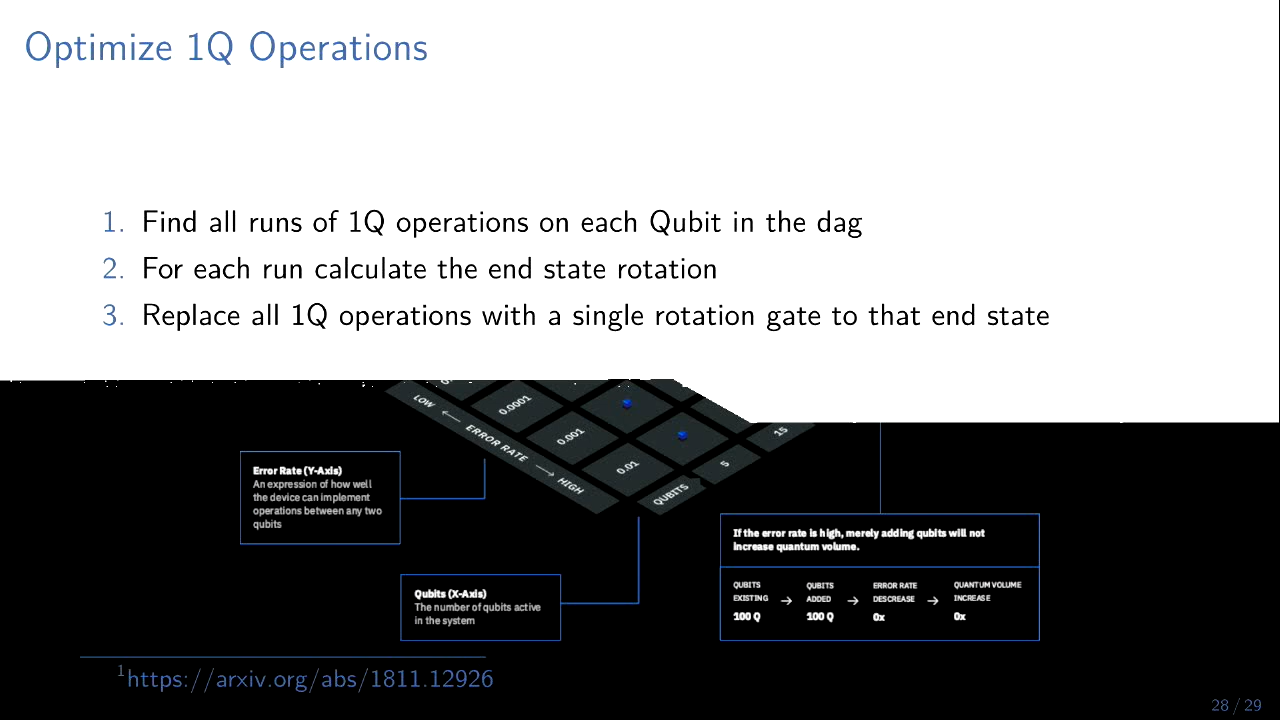 Optimize 1Q Operations
1. Find all runs of 1Q operations on each Qubit in the dag
2. For each run calculate the end state rotation
3. Replace all 1Q operations with a single rotation gate to that end state
LOW ← ERROR RATE → HIGH
0.0001
0.001
0.01
QUBITS
5
15
Error Rate (Y-Axis)
An expression of how well
the device can implement
operations between any two
qubits
Qubits (X-Axis)
The number of qubits active
in the system
If the error rate is high, merely adding qubits will not
increase quantum volume.
QUBITS EXISTING → QUBITS ADDED → ERROR RATE DESCREASE → QUANTUM VOLUME INCREASE
100 Q 100 Q 0x 0x
1https://arxiv.org/abs/1811.12926
28 / 29